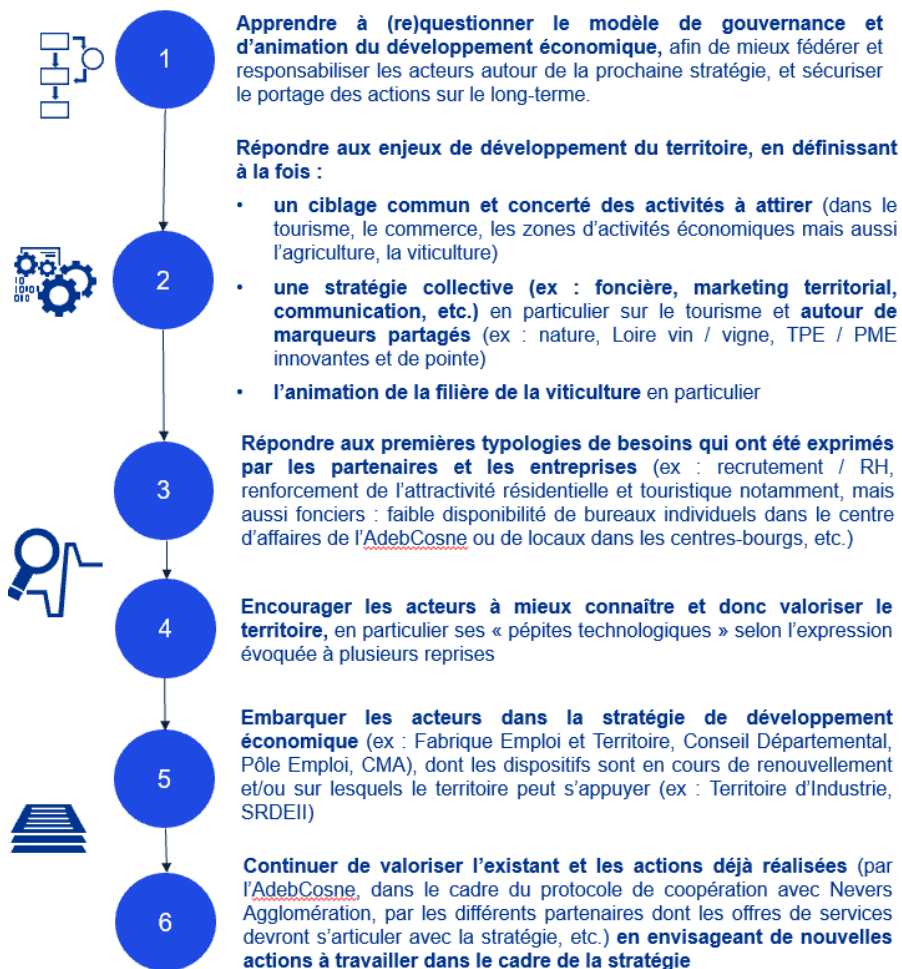 1
Apprendre à (re)questionner le modèle de gouvernance et
d'animation du développement économique, afin de mieux fédérer et
responsabiliser les acteurs autour de la prochaine stratégie, et sécuriser
le portage des actions sur le long-terme.
2
Répondre aux enjeux de développement du territoire, en définissant
à la fois :
• un ciblage commun et concerté des activités à attirer (dans le
tourisme, le commerce, les zones d'activités économiques mais aussi
l'agriculture, la viticulture)
• une stratégie collective (ex : foncière, marketing territorial,
communication, etc.) en particulier sur le tourisme et autour de
marqueurs partagés (ex : nature, Loire vin / vigne, TPE / PME
innovantes et de pointe)
• l'animation de la filière de la viticulture en particulier
3
Répondre aux premières typologies de besoins qui ont été exprimés
par les partenaires et les entreprises (ex : recrutement / RH,
renforcement de l'attractivité résidentielle et touristique notamment, mais
aussi fonciers : faible disponibilité de bureaux individuels dans le centre
d'affaires de l'AdebCosne ou de locaux dans les centres-bourgs, etc.)
4
Encourager les acteurs à mieux connaître et donc valoriser le
territoire, en particulier ses « pépites technologiques » selon l'expression
évoquée à plusieurs reprises
5
Embarquer les acteurs dans la stratégie de développement
économique (ex : Fabrique Emploi et Territoire, Conseil Départemental,
Pôle Emploi, CMA), dont les dispositifs sont en cours de renouvellement
et/ou sur lesquels le territoire peut s'appuyer (ex : Territoire d'Industrie,
SRDEII)
6
Continuer de valoriser l'existant et les actions déjà réalisées (par
l'AdebCosne, dans le cadre du protocole de coopération avec Nevers
Agglomération, par les différents partenaires dont les offres de services
devront s'articuler avec la stratégie, etc.) en envisageant de nouvelles
actions à travailler dans le cadre de la stratégie